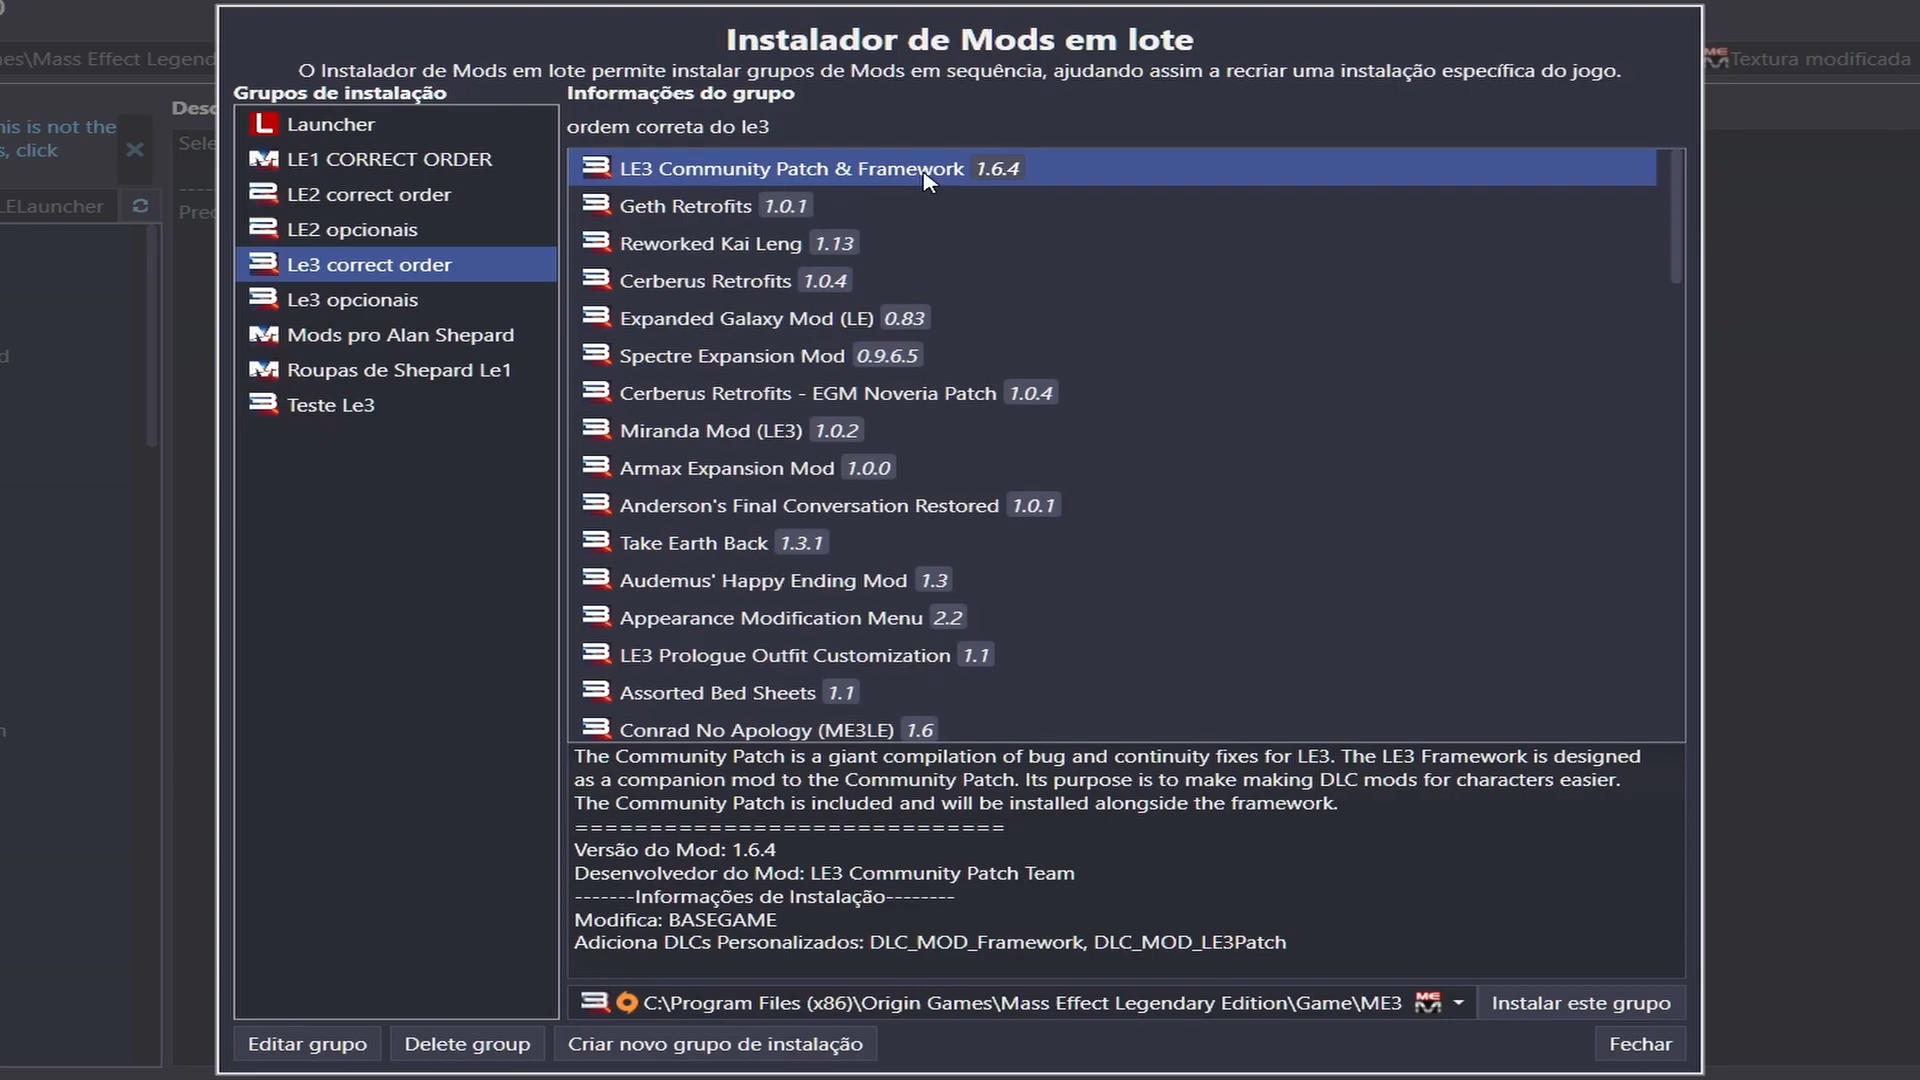 Instalador de Mods em lote
O Instalador de Mods em lote permite instalar grupos de Mods em sequência, ajudando assim a recriar uma instalação específica do jogo.
es\Mass Effect Legend
Textura modificada
Grupos de instalação
Launcher
LE1 CORRECT ORDER
LE2 correct order
LE2 opcionais
Le3 correct order
Le3 opcionais
Mods pro Alan Shepard
Roupas de Shepard Le1
Teste Le3
Informações do grupo
ordem correta do le3
LE3 Community Patch & Framework 1.6.4
Geth Retrofits 1.0.1
Reworked Kai Leng 1.13
Cerberus Retrofits 1.0.4
Expanded Galaxy Mod (LE) 0.83
Spectre Expansion Mod 0.9.6.5
Cerberus Retrofits - EGM Noveria Patch 1.0.4
Miranda Mod (LE3) 1.0.2
Armax Expansion Mod 1.0.0
Anderson's Final Conversation Restored 1.0.1
Take Earth Back 1.3.1
Audemus' Happy Ending Mod 1.3
Appearance Modification Menu 2.2
LE3 Prologue Outfit Customization 1.1
Assorted Bed Sheets 1.1
Conrad No Apology (ME3LE) 1.6
The Community Patch is a giant compilation of bug and continuity fixes for LE3. The LE3 Framework is designed
as a companion mod to the Community Patch. Its purpose is to make making DLC mods for characters easier.
The Community Patch is included and will be installed alongside the framework.
=============================
Versão do Mod: 1.6.4
Desenvolvedor do Mod: LE3 Community Patch Team
-------Informações de Instalação--------
Modifica: BASEGAME
Adiciona DLCs Personalizados: DLC_MOD_Framework, DLC_MOD_LE3Patch
C:\Program Files (x86)\Origin Games\Mass Effect Legendary Edition\Game\ME3
Instalar este grupo
Editar grupo
Delete group
Criar novo grupo de instalação
Fechar
his is not the
s, click
LELauncher
Desc
Sele
Prec